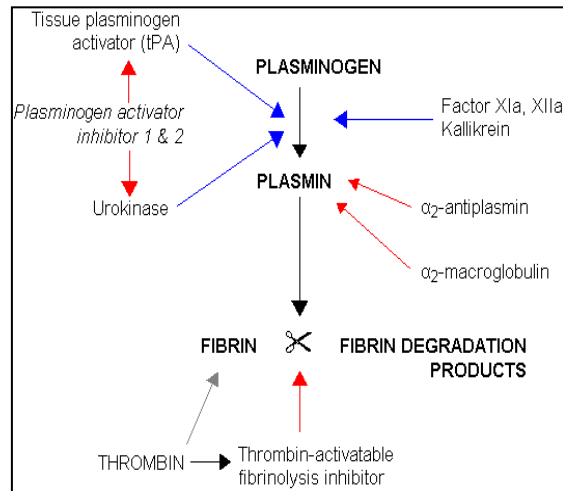 Tissue plasminogen
activator (tPA)
PLASMINOGEN
Plasminogen activator
inhibitor 1 & 2
Factor XIa, XIIa
Kallikrein
PLASMIN
Urokinase
α₂-antiplasmin
α₂-macroglobulin
FIBRIN
FIBRIN DEGRADATION
PRODUCTS
THROMBIN
Thrombin-activatable
fibrinolysis inhibitor